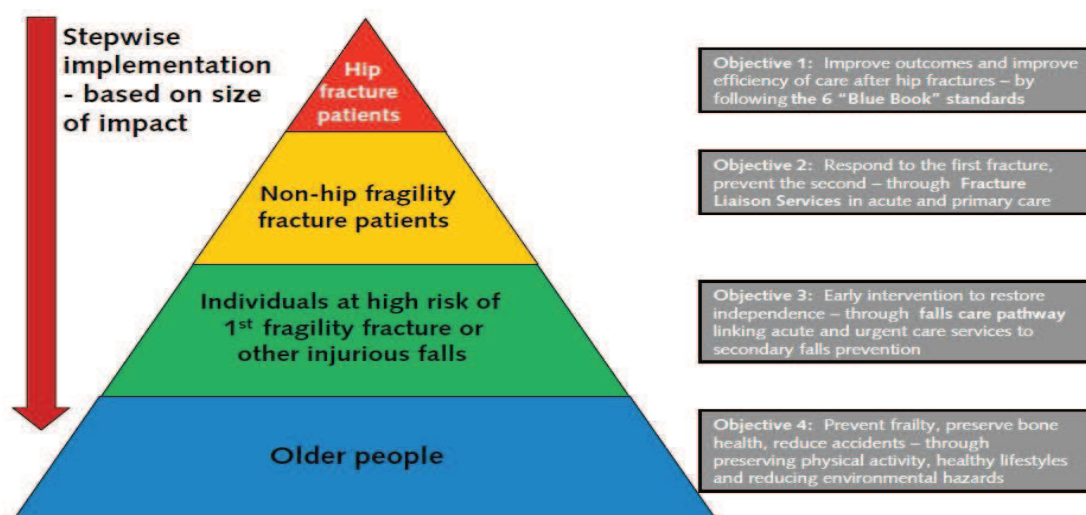 Stepwise
implementation
- based on size
of impact
Hip
fracture
patients
Objective 1: Improve outcomes and improve
efficiency of care after hip fractures – by
following the 6 "Blue Book" standards
Non-hip fragility
fracture patients
Objective 2: Respond to the first fracture,
prevent the second – through Fracture
Liaison Services in acute and primary care
Individuals at high risk of
1st fragility fracture or
other injurious falls
Objective 3: Early intervention to restore
independence – through falls care pathway
linking acute and urgent care services to
secondary falls prevention
Older people
Objective 4: Prevent frailty, preserve bone
health, reduce accidents – through
preserving physical activity, healthy lifestyles
and reducing environmental hazards